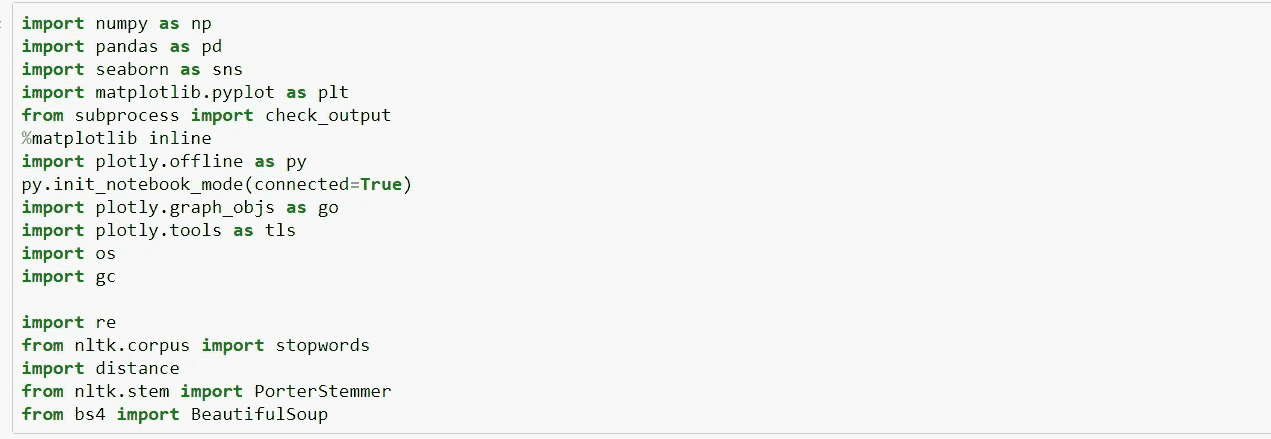 import numpy as np
import pandas as pd
import seaborn as sns
import matplotlib.pyplot as plt
from subprocess import check_output
%matplotlib inline
import plotly.offline as py
py.init_notebook_mode(connected=True)
import plotly.graph_objs as go
import plotly.tools as tls
import os
import gc

import re
from nltk.corpus import stopwords
import distance
from nltk.stem import PorterStemmer
from bs4 import BeautifulSoup